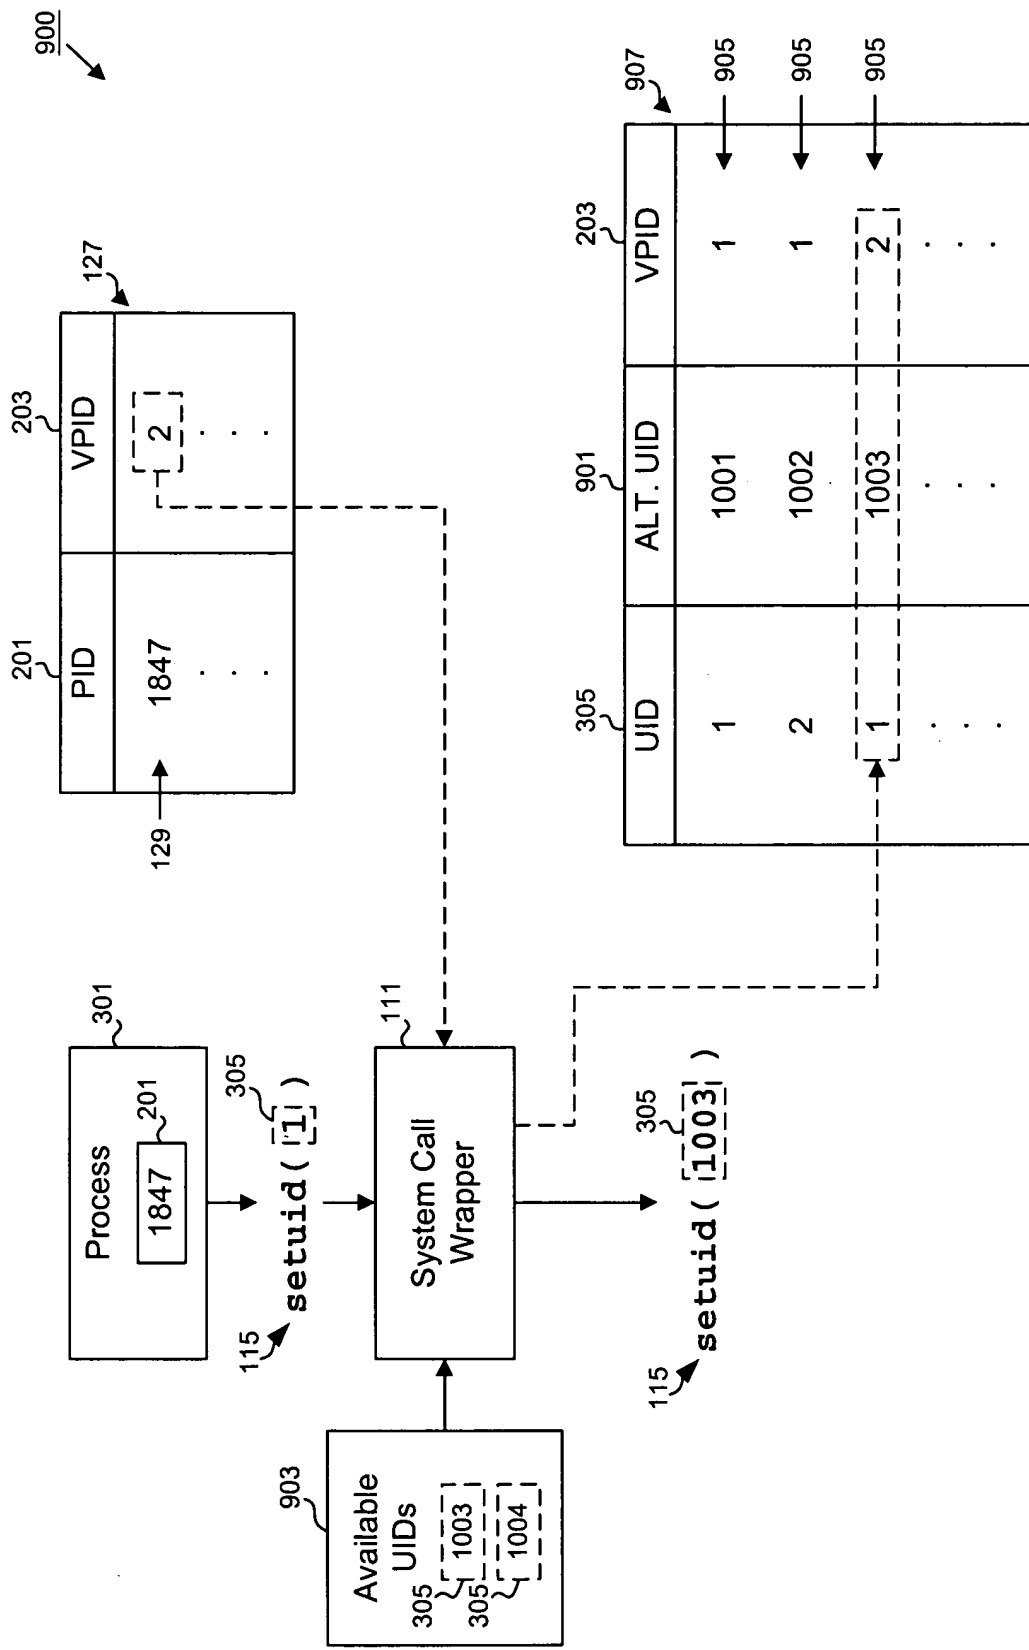 900
127
201
203
PID
VPID
129
1847
2
. . .
. . .
301
Process
201
1847
115
setuid(1)
305
903
Available
UIDs
305
1003
305
1004
111
System Call
Wrapper
115
setuid(1003)
305
907
305
901
203
UID
ALT. UID
VPID
1
1001
1
905
2
1002
1
905
1
1003
2
905
. . .
. . .
. . .